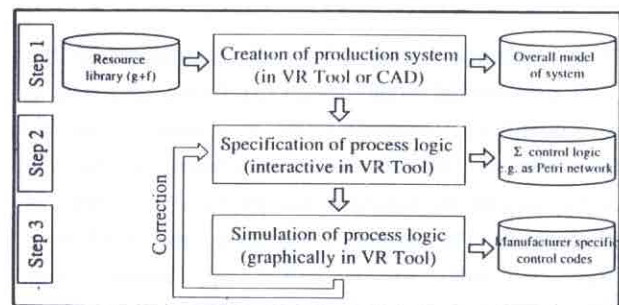 Step 1
Resource
library (g+f)
Creation of production system
(in VR Tool or CAD)
Overall model
of system
Step 2
Specification of process logic
(interactive in VR Tool)
Σ control logic
e.g. as Petri network
Correction
Step 3
Simulation of process logic
(graphically in VR Tool)
Manufacturer specific
control codes